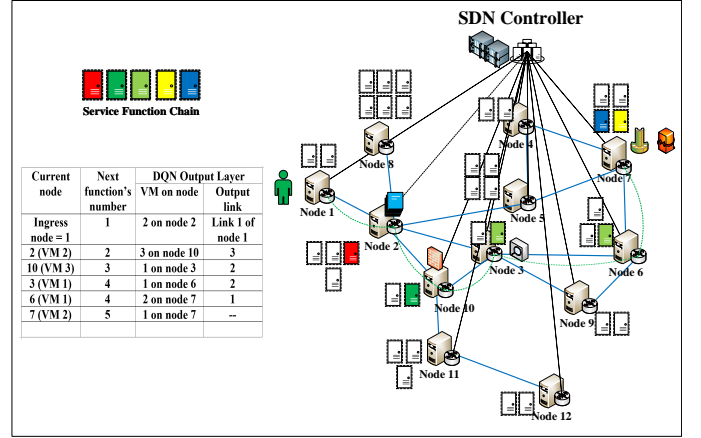 SDN Controller
Service Function Chain
Node 4
Node 8
Node 7
Node 1
Node 5
Node 2
Node 3
Node 6
Node 10
Node 9
Node 11
Node 12
Current node | Next function's number | DQN Output Layer
VM on node | Output link
Ingress node = 1 | 1 | 2 on node 2 | Link 1 of node 1
2 (VM 2) | 2 | 3 on node 10 | 3
10 (VM 3) | 3 | 1 on node 3 | 2
3 (VM 1) | 4 | 1 on node 6 | 2
6 (VM 1) | 4 | 2 on node 7 | 1
7 (VM 2) | 5 | 1 on node 7 | --